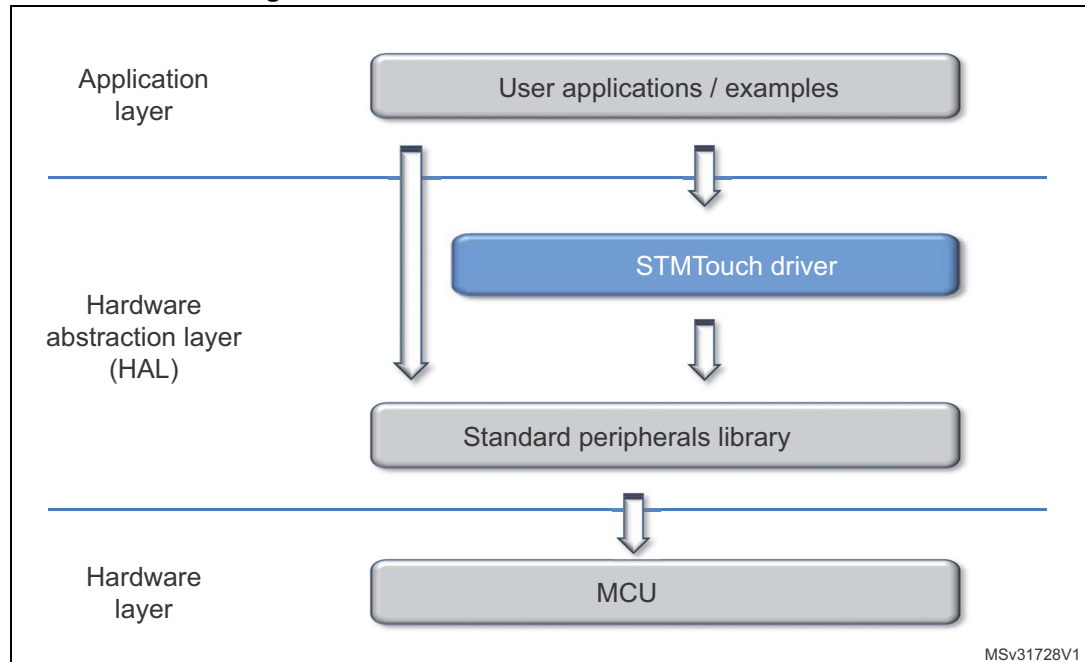 Application
layer
User applications / examples
STMTouch driver
Hardware
abstraction layer
(HAL)
Standard peripherals library
Hardware
layer
MCU
MSv31728V1